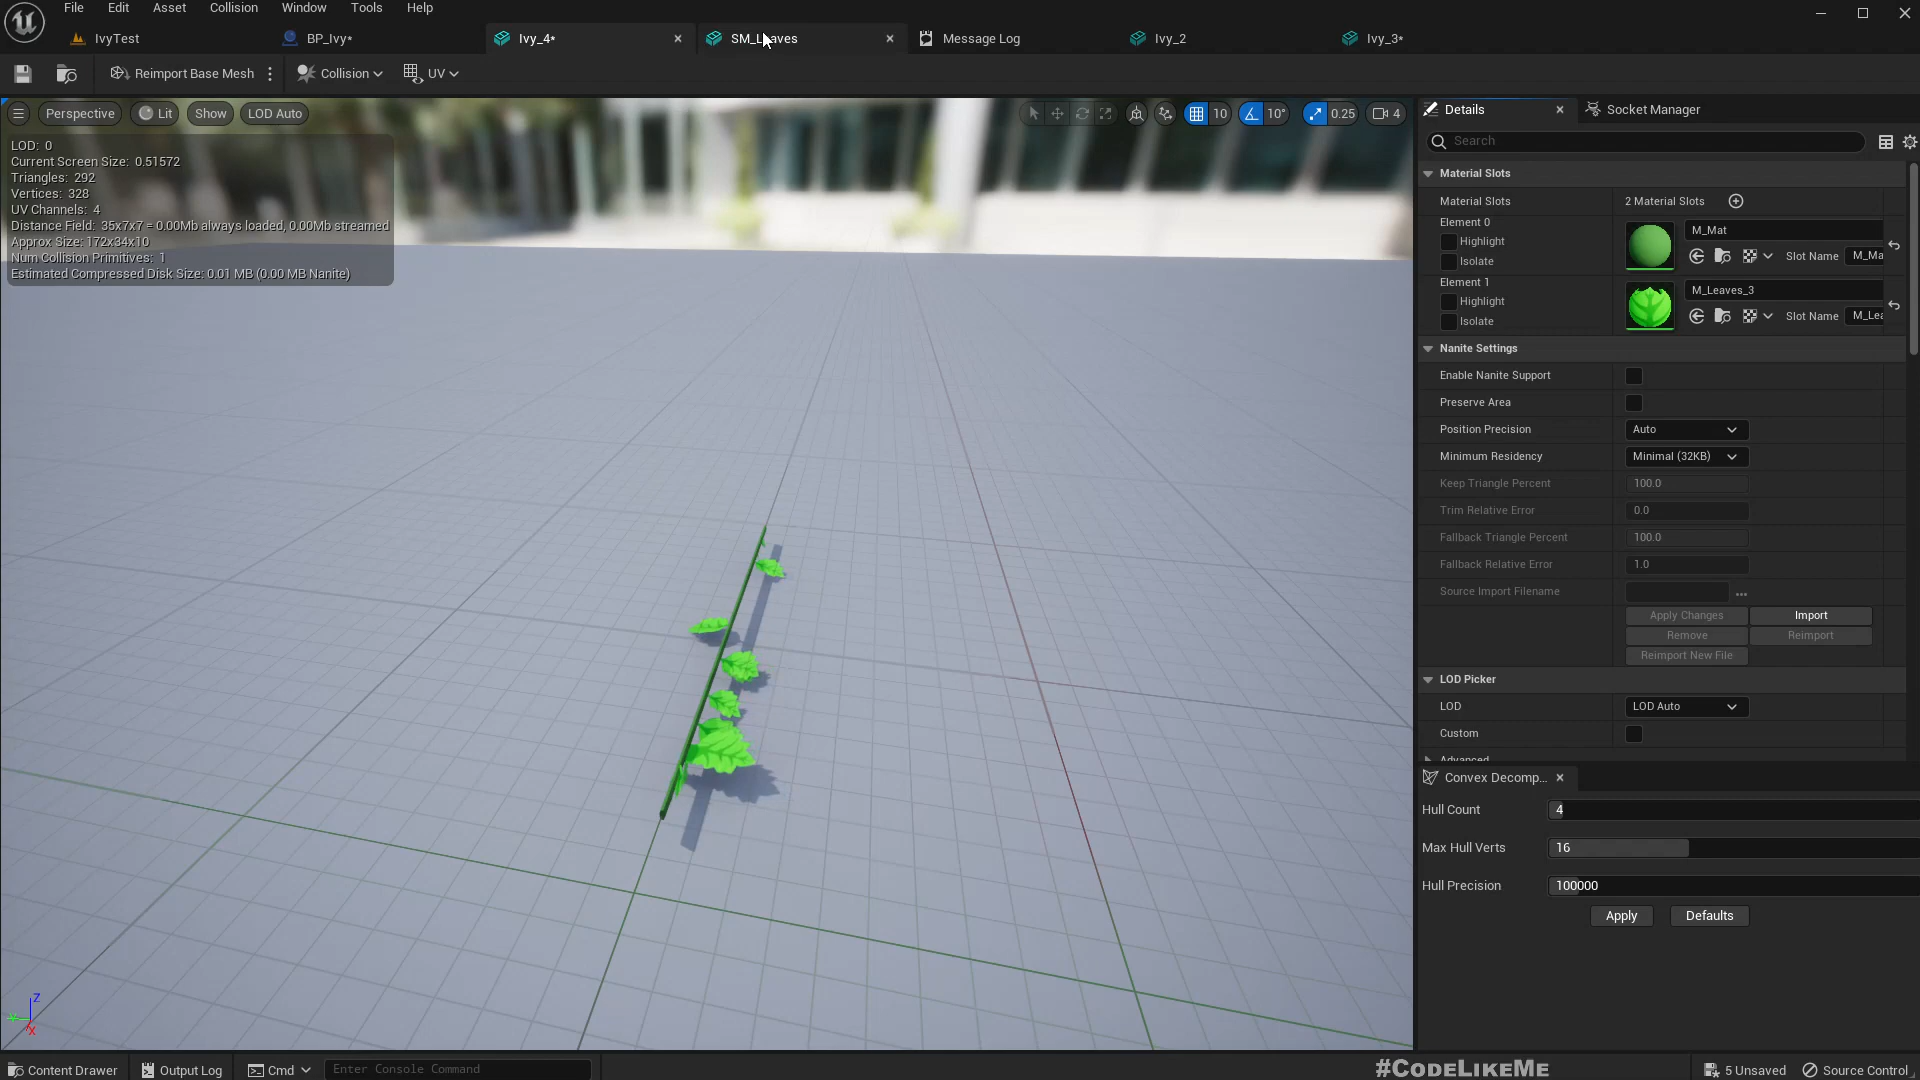 File Edit Asset Collision Window Tools Help
IvyTest BP_Ivy* Ivy_4* SM_Leaves Message Log Ivy_2 Ivy_3*
Reimport Base Mesh Collision UV
Perspective Lit Show LOD Auto 10 10° 0.25 4
LOD: 0
Current Screen Size: 0.51572
Triangles: 292
Vertices: 328
UV Channels: 4
Distance Field: 35x7x7 = 0.00Mb always loaded, 0.00Mb streamed
Approx Size: 172x34x10
Num Collision Primitives: 1
Estimated Compressed Disk Size: 0.01 MB (0.00 MB Nanite)
Z
Y
X
Details Socket Manager
Search
Material Slots
Material Slots 2 Material Slots
Element 0
Highlight
Isolate
M_Mat
Slot Name M_Ma
Element 1
Highlight
Isolate
M_Leaves_3
Slot Name M_Lea
Nanite Settings
Enable Nanite Support
Preserve Area
Position Precision Auto
Minimum Residency Minimal (32KB)
Keep Triangle Percent 100.0
Trim Relative Error 0.0
Fallback Triangle Percent 100.0
Fallback Relative Error 1.0
Source Import Filename ...
Apply Changes Import
Remove Reimport
Reimport New File
LOD Picker
LOD LOD Auto
Custom
Advanced
Convex Decomp...
Hull Count 4
Max Hull Verts 16
Hull Precision 100000
Apply Defaults
Content Drawer Output Log Cmd Enter Console Command #CODELIKEME 5 Unsaved Source Control